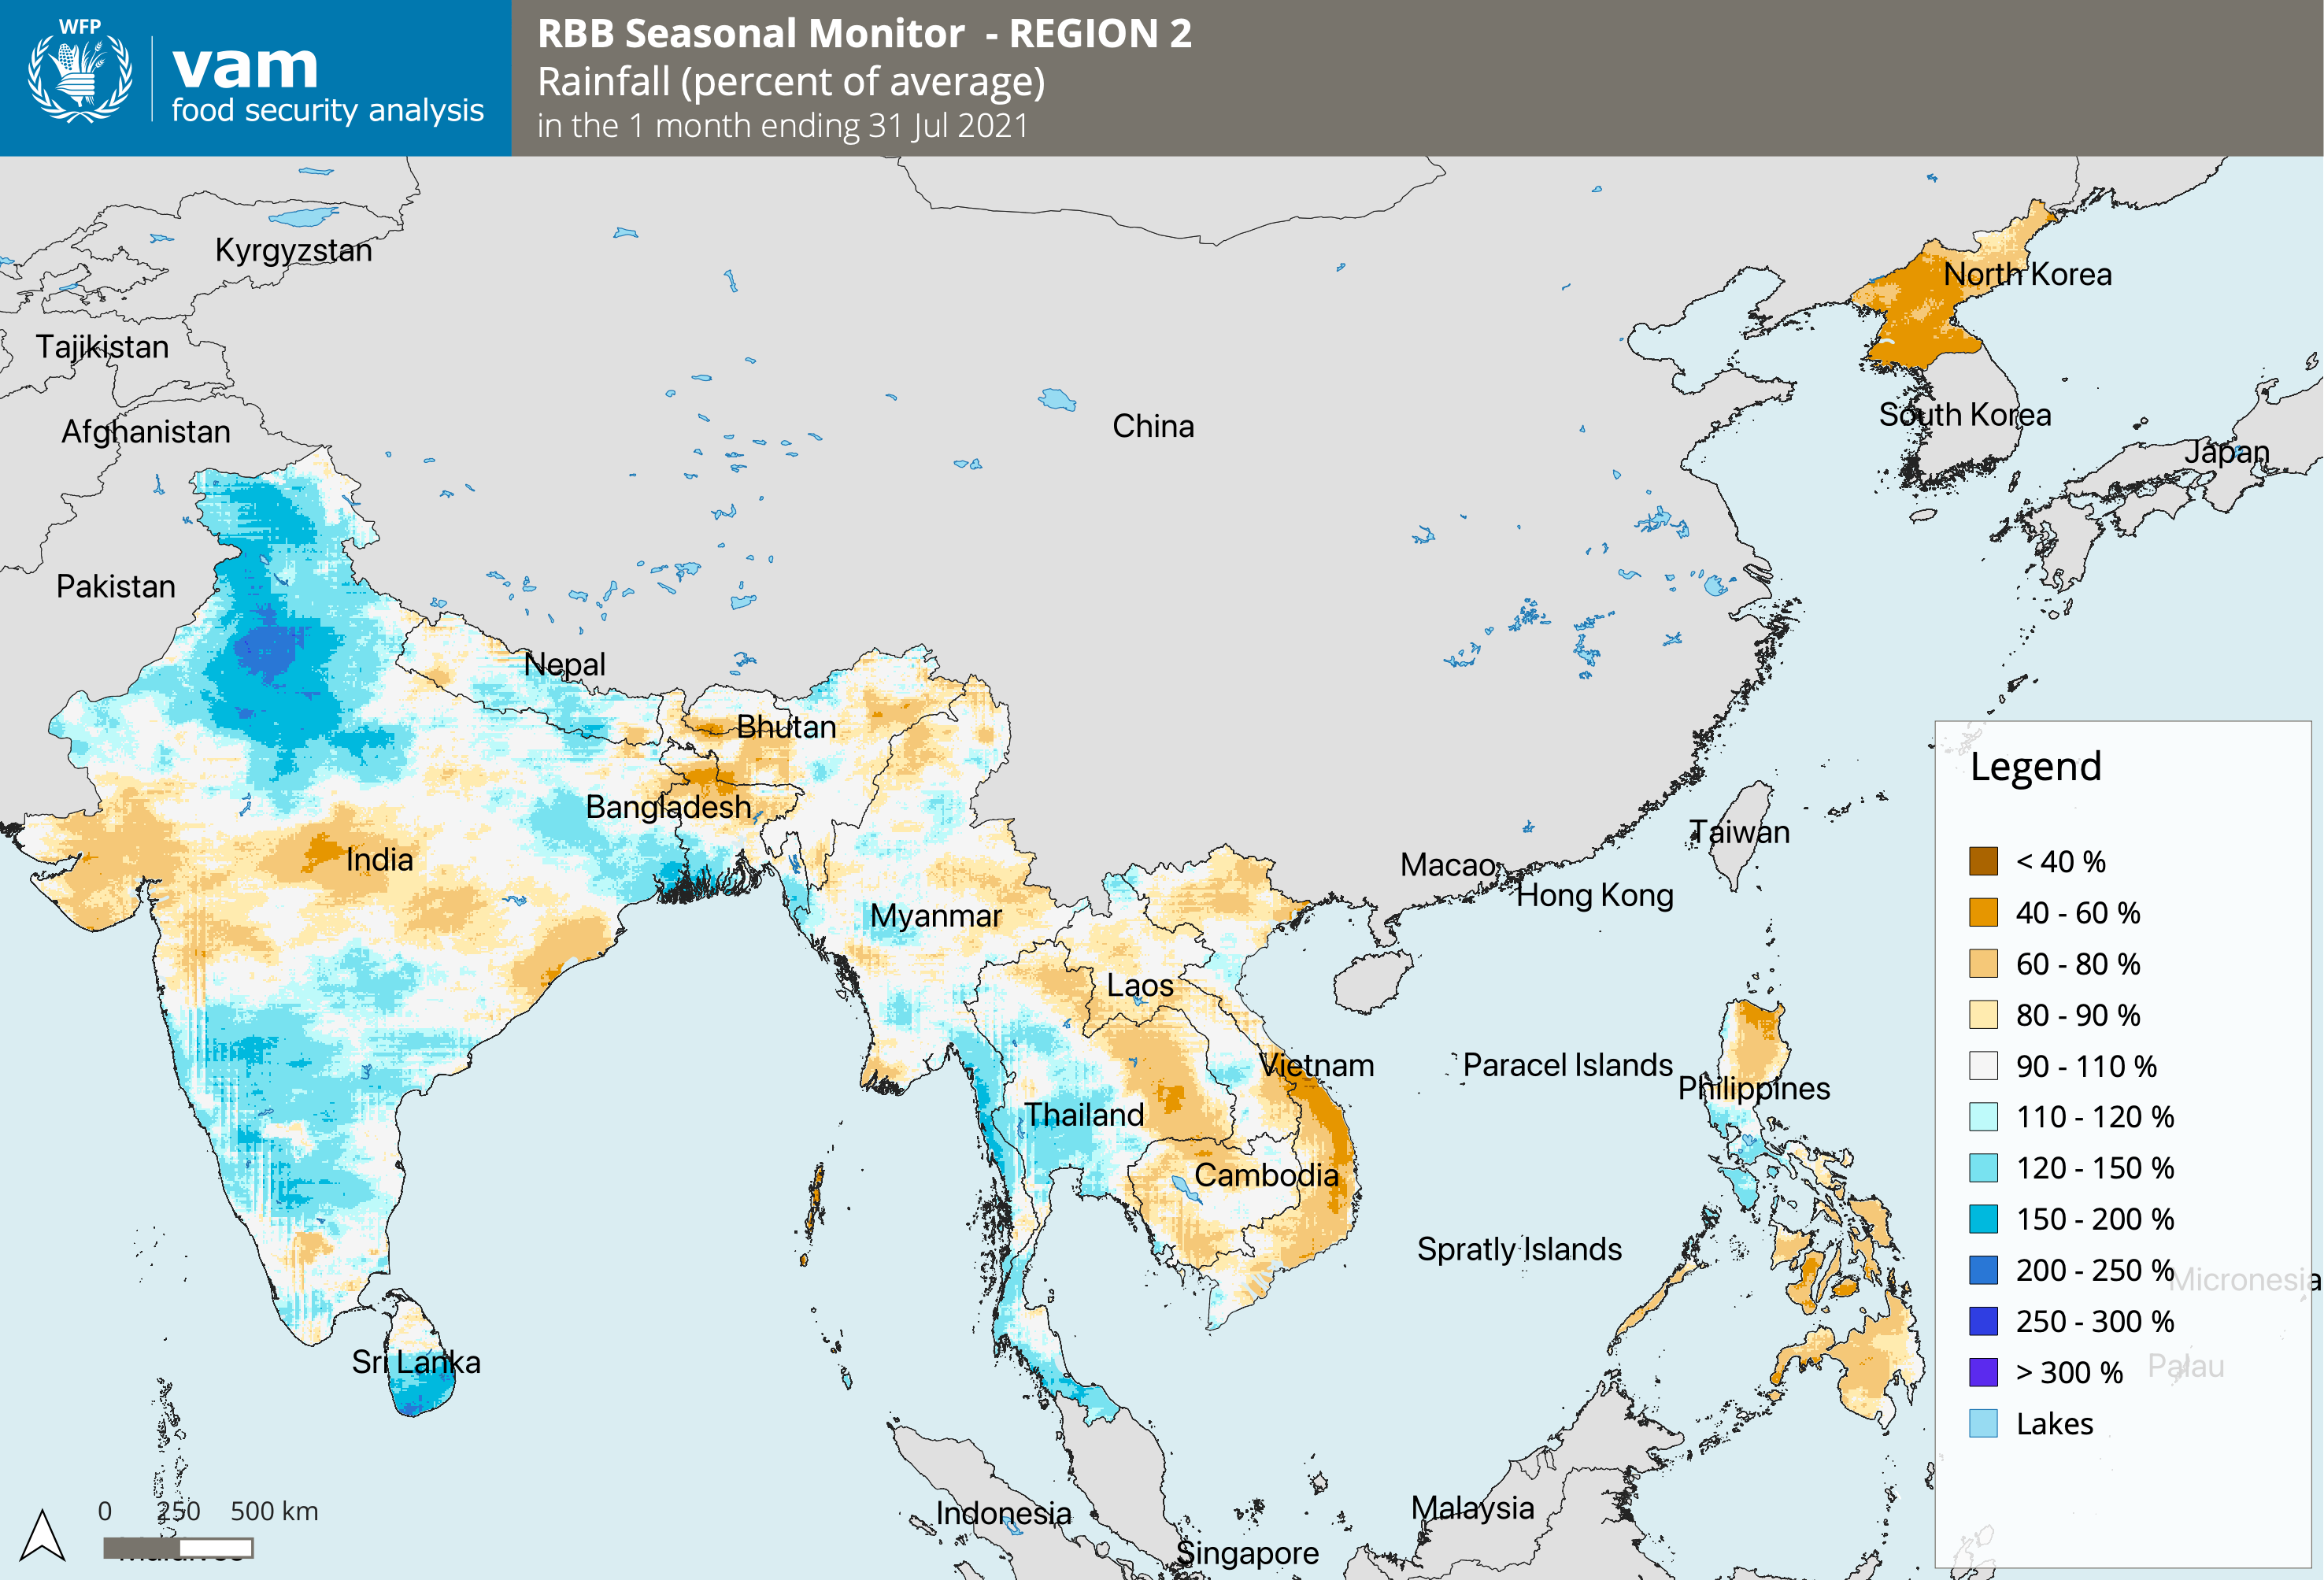 WFP
vam
food security analysis
RBB Seasonal Monitor - REGION 2
Rainfall (percent of average)
in the 1 month ending 31 Jul 2021
Kyrgyzstan
North Korea
Tajikistan
Afghanistan
China
South Korea
Japan
Pakistan
Nepal
Bhutan
Bangladesh
Taiwan
India
Macao
Hong Kong
Myanmar
Laos
Vietnam
Paracel Islands
Philippines
Thailand
Cambodia
Spratly Islands
Micronesia
Sri Lanka
Palau
Indonesia
Malaysia
Singapore
Maldives
0 250 500 km
Legend
< 40 %
40 - 60 %
60 - 80 %
80 - 90 %
90 - 110 %
110 - 120 %
120 - 150 %
150 - 200 %
200 - 250 %
250 - 300 %
> 300 %
Lakes